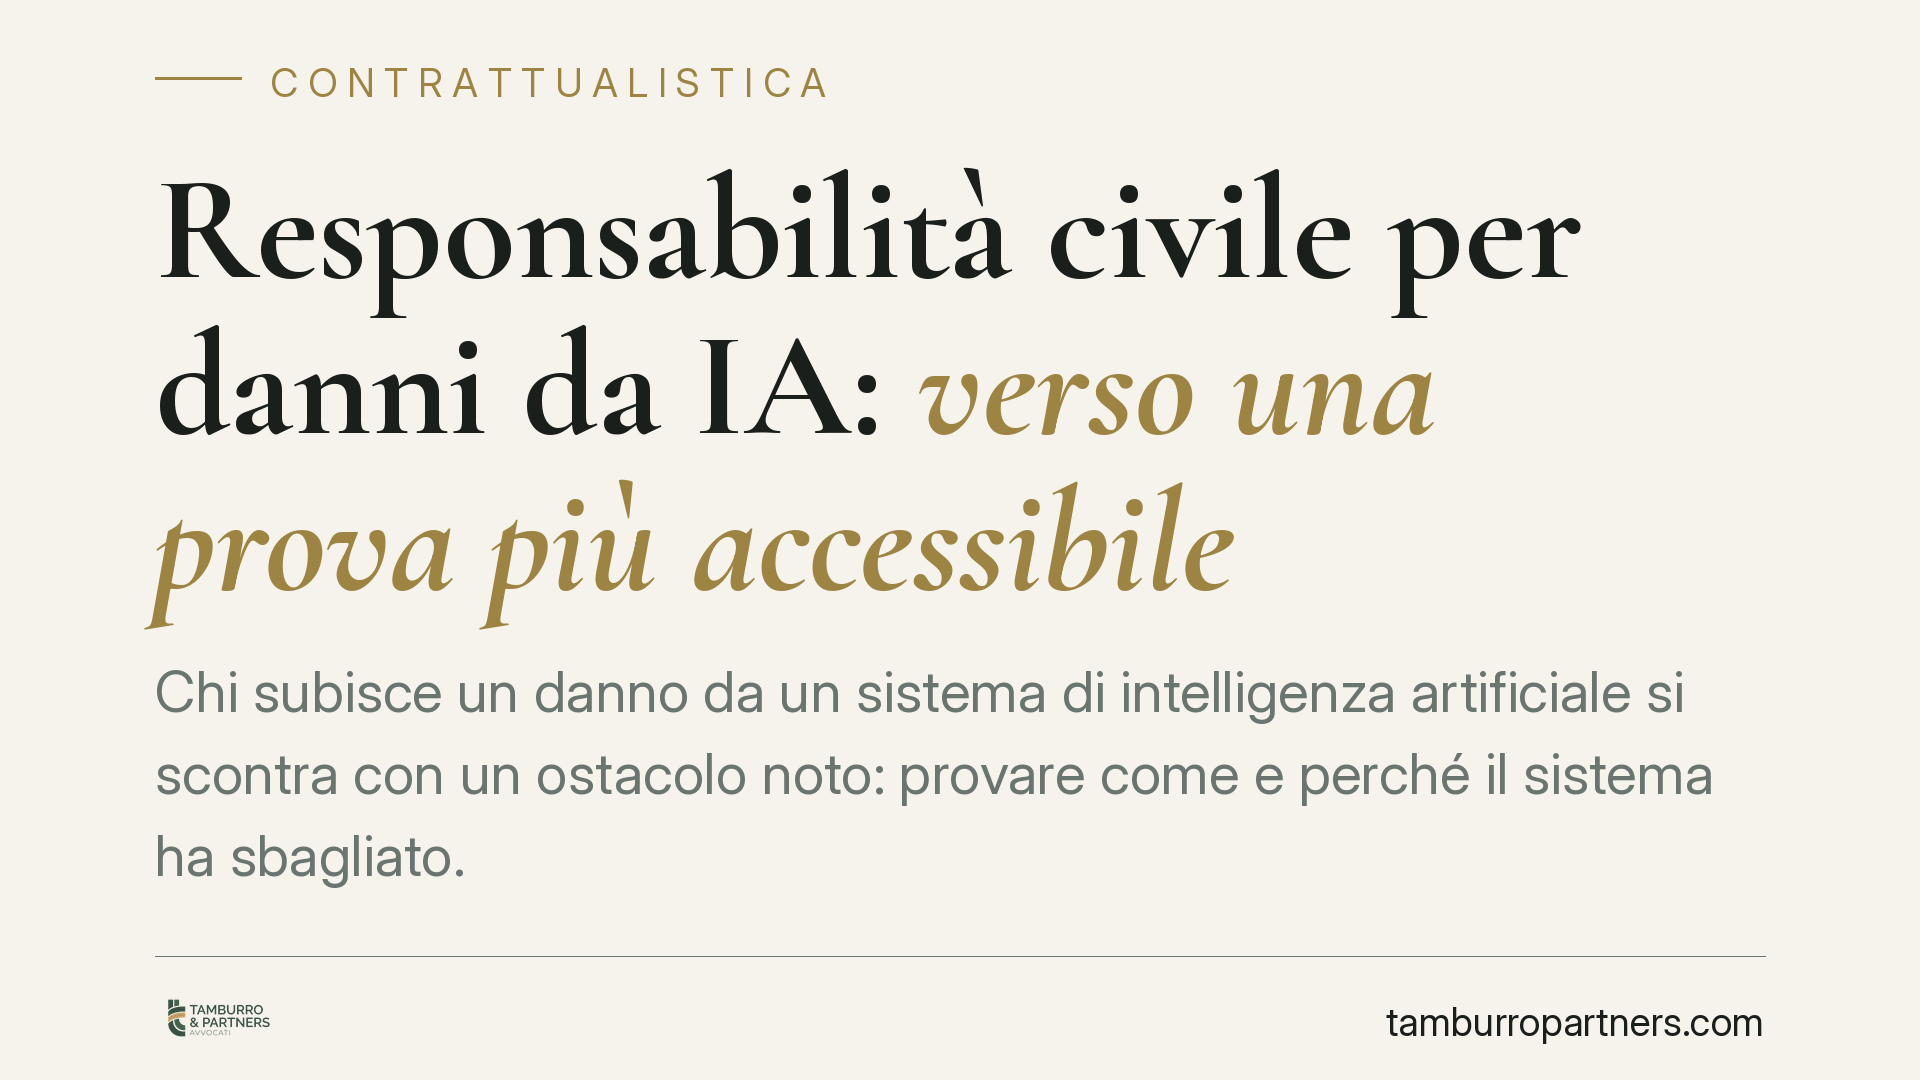 CONTRATTUALISTICA
Responsabilità civile per
danni da IA: verso una
prova più accessibile
Chi subisce un danno da un sistema di intelligenza artificiale si
scontra con un ostacolo noto: provare come e perché il sistema
ha sbagliato.
TAMBURRO
& PARTNERS
AVVOCATI
tamburropartners.com